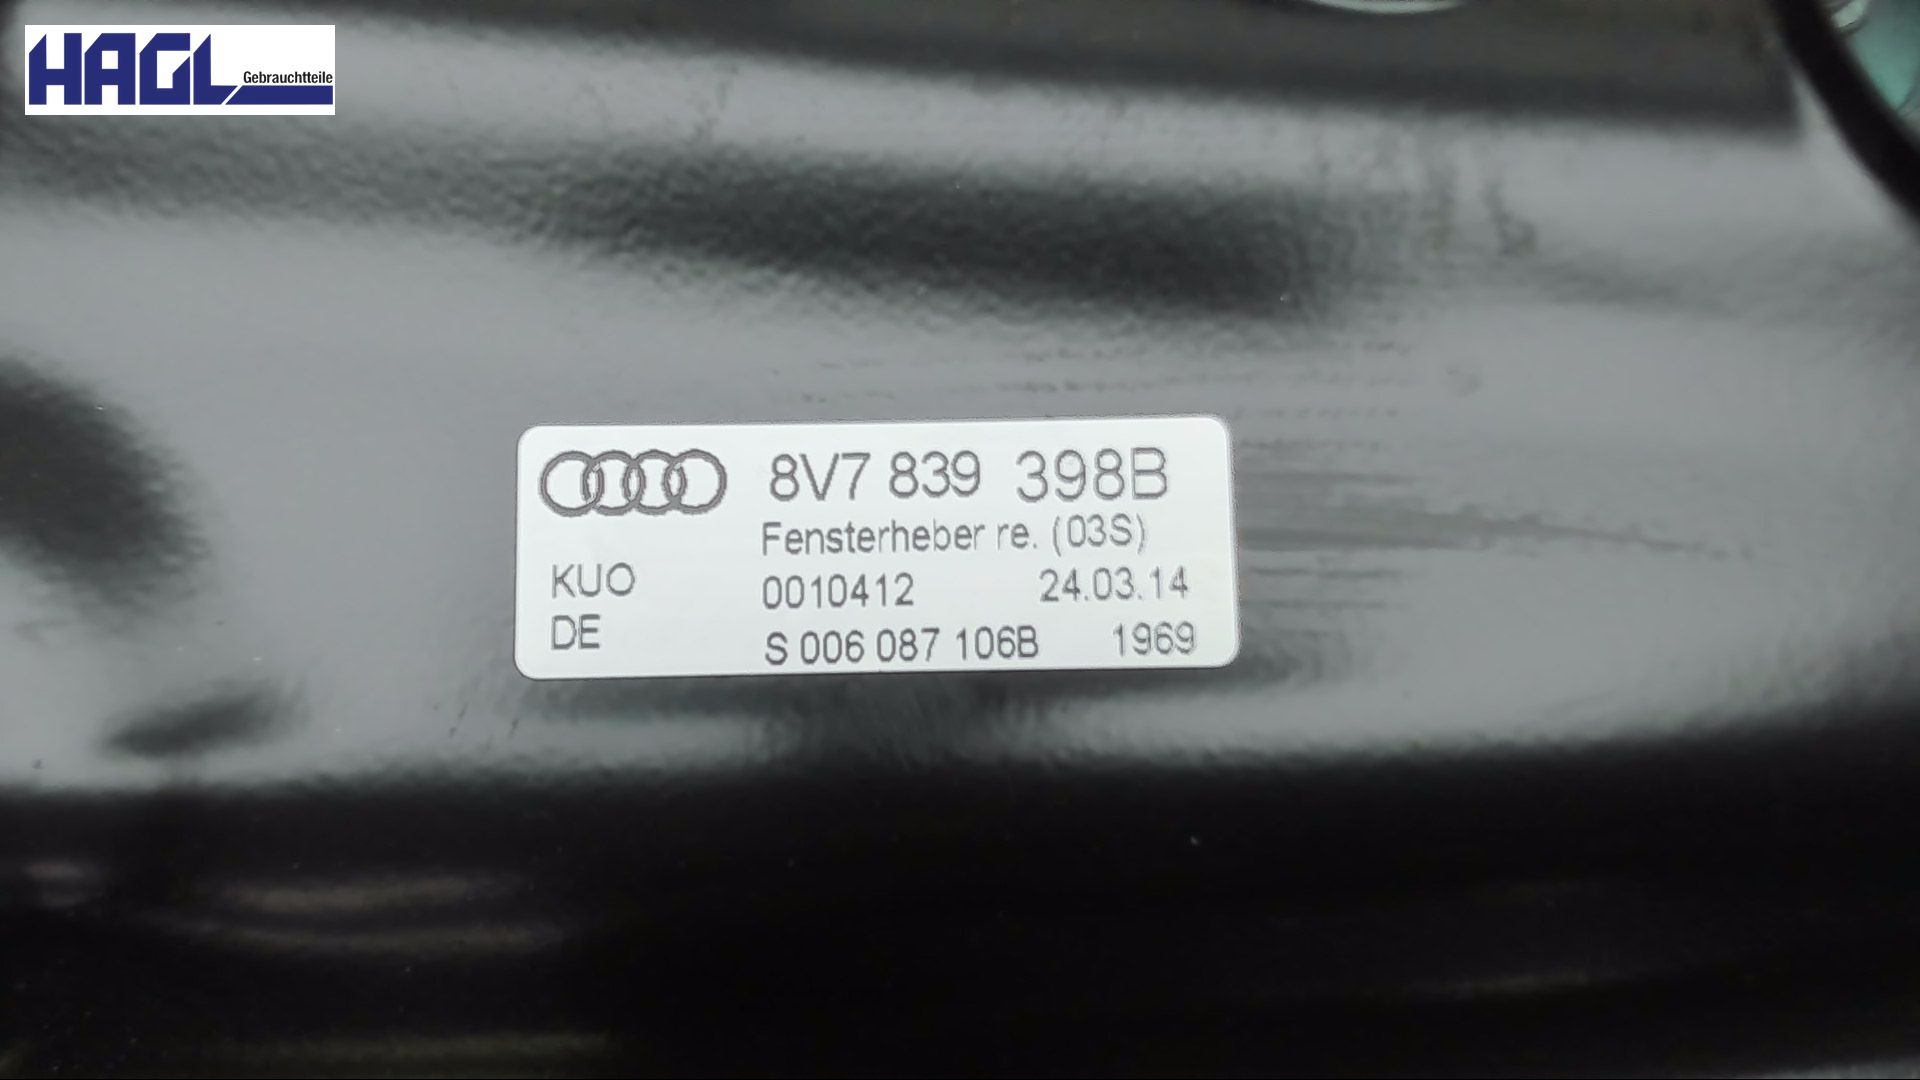 HAGL
Gebrauchtteile
8V7 839 398B
Fensterheber re. (03S)
KUO 0010412 24.03.14
DE S 006 087 106B 1969